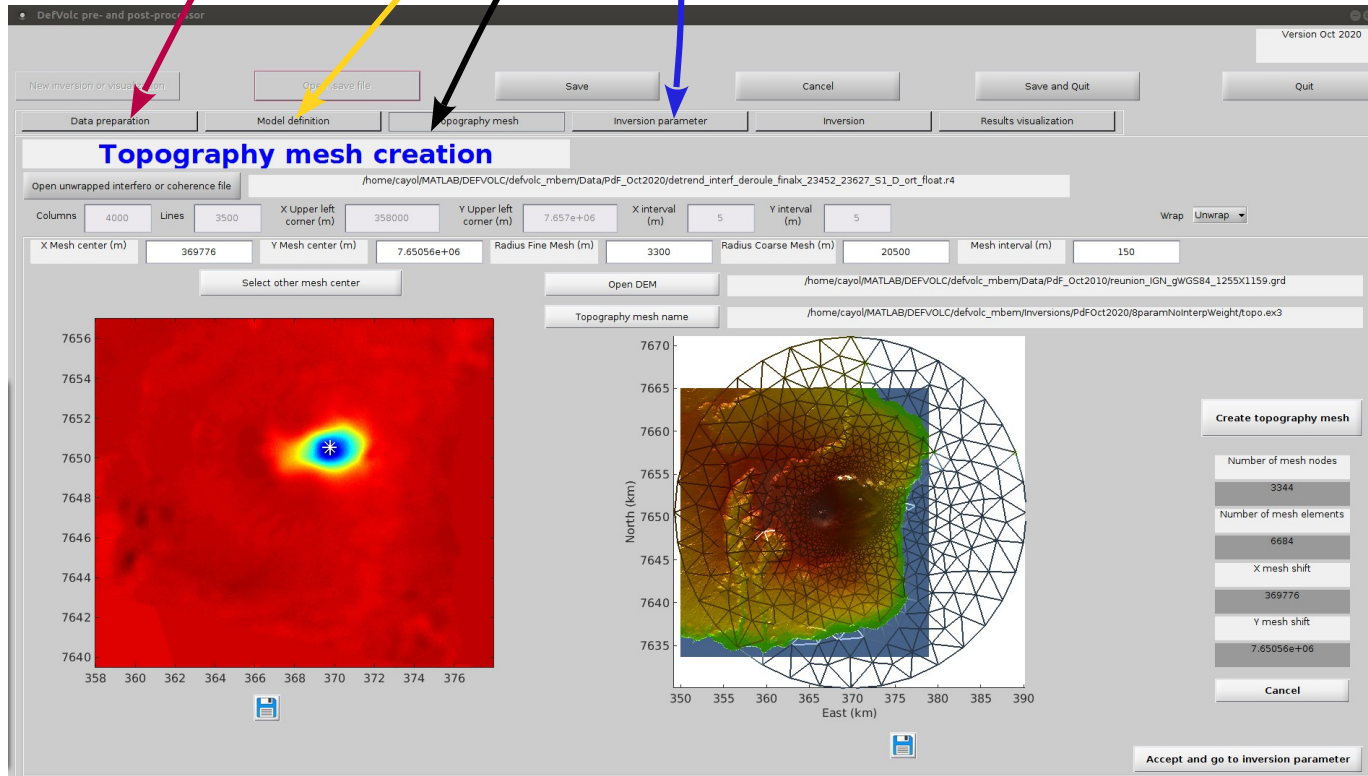 DefVolc pre- and post-processor
Version Oct 2020
New inversion or visualization Open save file Save Cancel Save and Quit Quit
Data preparation Model definition Topography mesh Inversion parameter Inversion Results visualization
Topography mesh creation
Open unwrapped interfero or coherence file /home/cayol/MATLAB/DEFVOLC/defvolc_mbem/Data/PdF_Oct2020/detrend_interf_deroule_finalx_23452_23627_S1_D_ort_float.r4
Columns 4000 Lines 3500 X Upper left corner (m) 358000 Y Upper left corner (m) 7.657e+06 X interval (m) 5 Y interval (m) 5 Wrap Unwrap
X Mesh center (m) 369776 Y Mesh center (m) 7.65056e+06 Radius Fine Mesh (m) 3300 Radius Coarse Mesh (m) 20500 Mesh interval (m) 150
Select other mesh center Open DEM /home/cayol/MATLAB/DEFVOLC/defvolc_mbem/Data/PdF_Oct2010/reunion_IGN_gWGS84_1255X1159.grd
Topography mesh name /home/cayol/MATLAB/DEFVOLC/defvolc_mbem/Inversions/PdFOct2020/8paramNoInterpWeight/topo.ex3
7656
7654
7652
7650
7648
7646
7644
7642
7640
358 360 362 364 366 368 370 372 374 376
7670
7665
7660
7655
7650
7645
7640
7635
North (km)
350 355 360 365 370 375 380 385 390
East (km)
Create topography mesh
Number of mesh nodes
3344
Number of mesh elements
6684
X mesh shift
369776
Y mesh shift
7.65056e+06
Cancel
Accept and go to inversion parameter